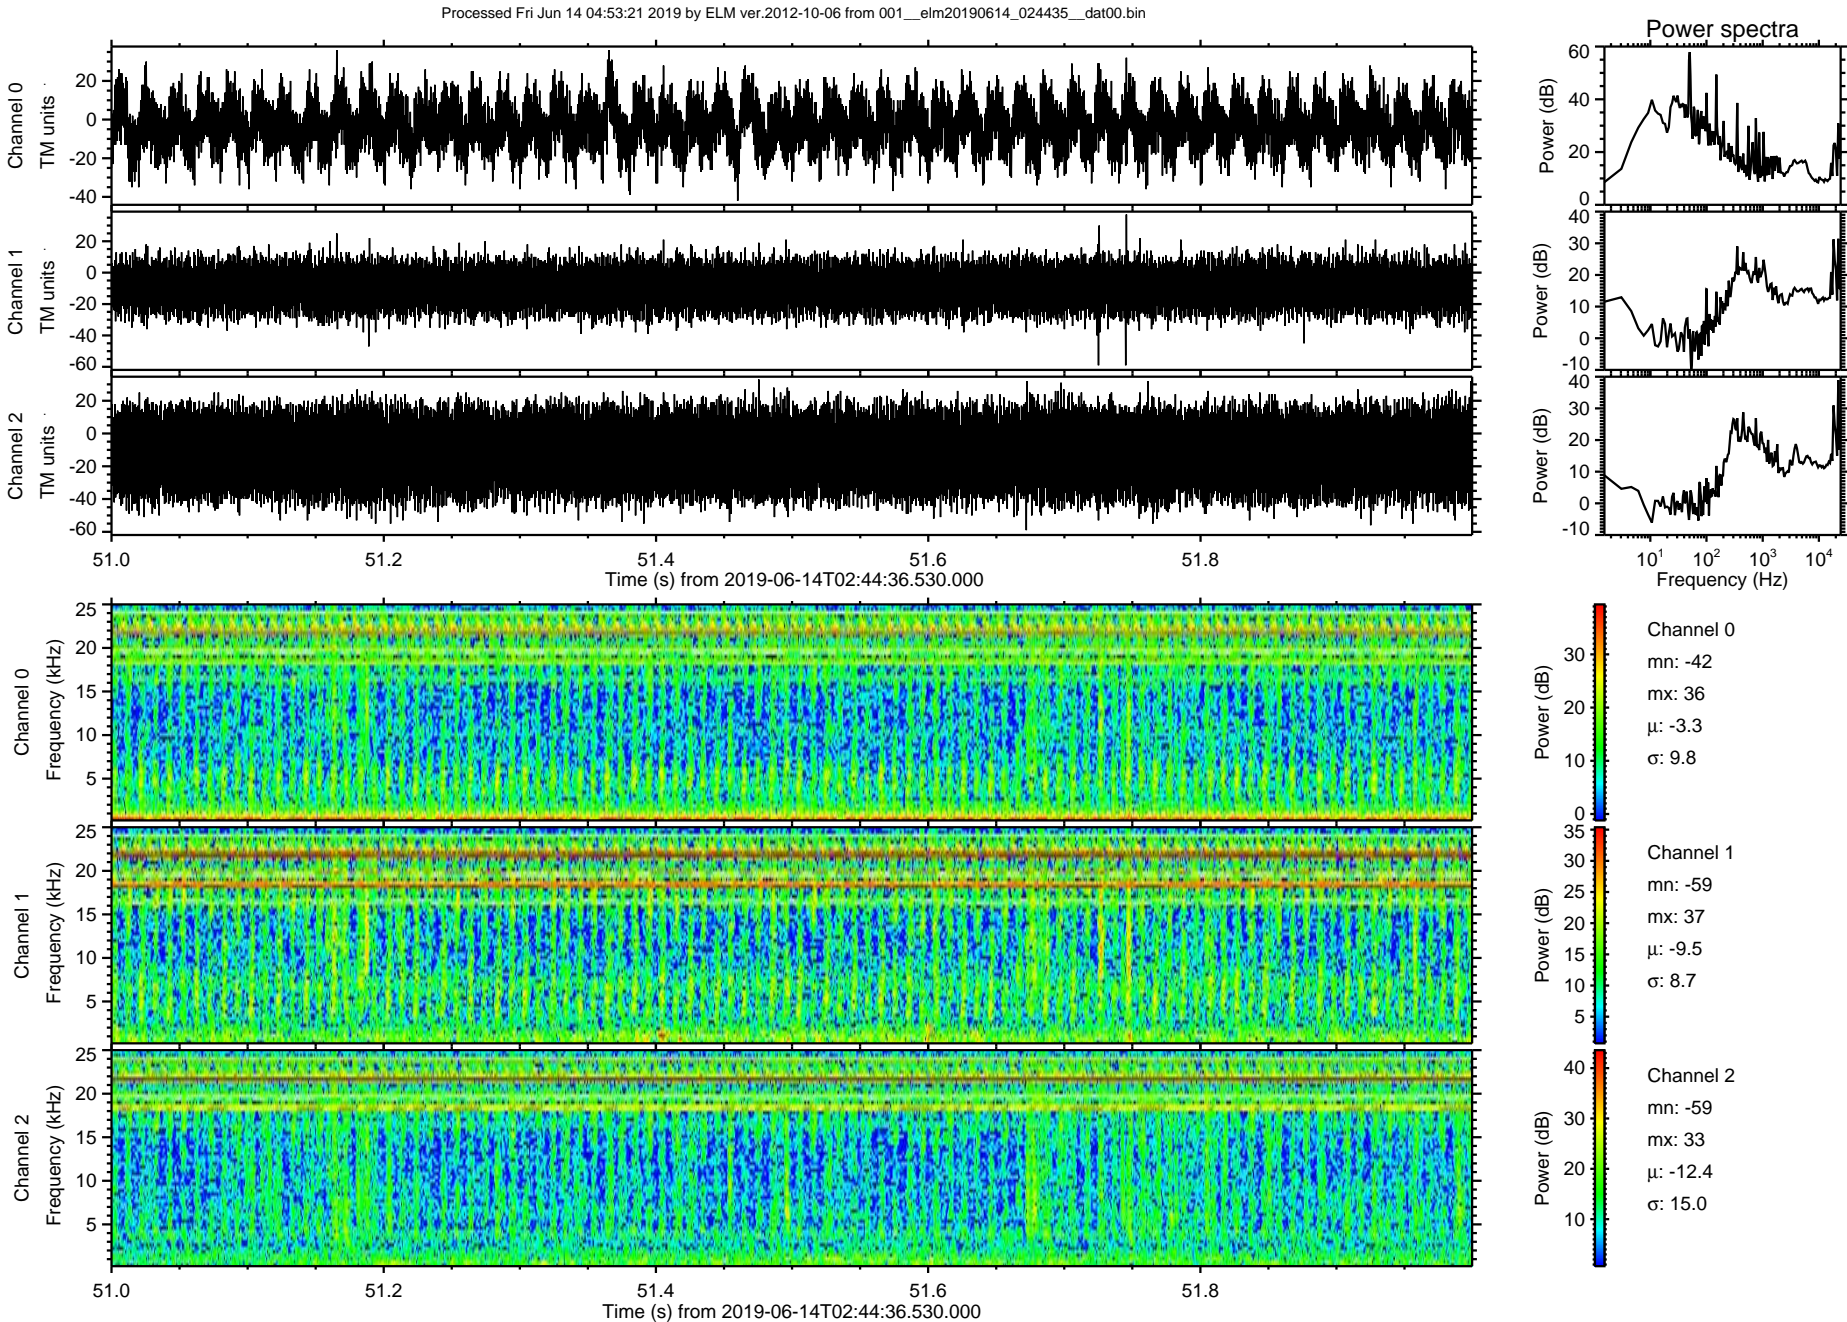 Processed Fri Jun 14 04:53:21 2019 by ELM ver.2012-10-06 from 001__elm20190614_024435__dat00.bin
Power spectra
Channel 0
TM units
20
0
-20
-40
Power (dB)
60
40
20
0
Channel 1
TM units
20
0
-20
-40
-60
Power (dB)
40
30
20
10
0
-10
Channel 2
TM units
20
0
-20
-40
-60
Power (dB)
40
30
20
10
0
-10
51.0 51.2 51.4 51.6 51.8
Time (s) from 2019-06-14T02:44:36.530.000
10^1 10^2 10^3 10^4
Frequency (Hz)
Channel 0
Frequency (kHz)
25
20
15
10
5
Power (dB)
30
20
10
0
Channel 0
mn: -42
mx: 36
μ: -3.3
σ: 9.8
Channel 1
Frequency (kHz)
25
20
15
10
5
Power (dB)
35
30
25
20
15
10
5
Channel 1
mn: -59
mx: 37
μ: -9.5
σ: 8.7
Channel 2
Frequency (kHz)
25
20
15
10
5
Power (dB)
40
30
20
10
Channel 2
mn: -59
mx: 33
μ: -12.4
σ: 15.0
51.0 51.2 51.4 51.6 51.8
Time (s) from 2019-06-14T02:44:36.530.000